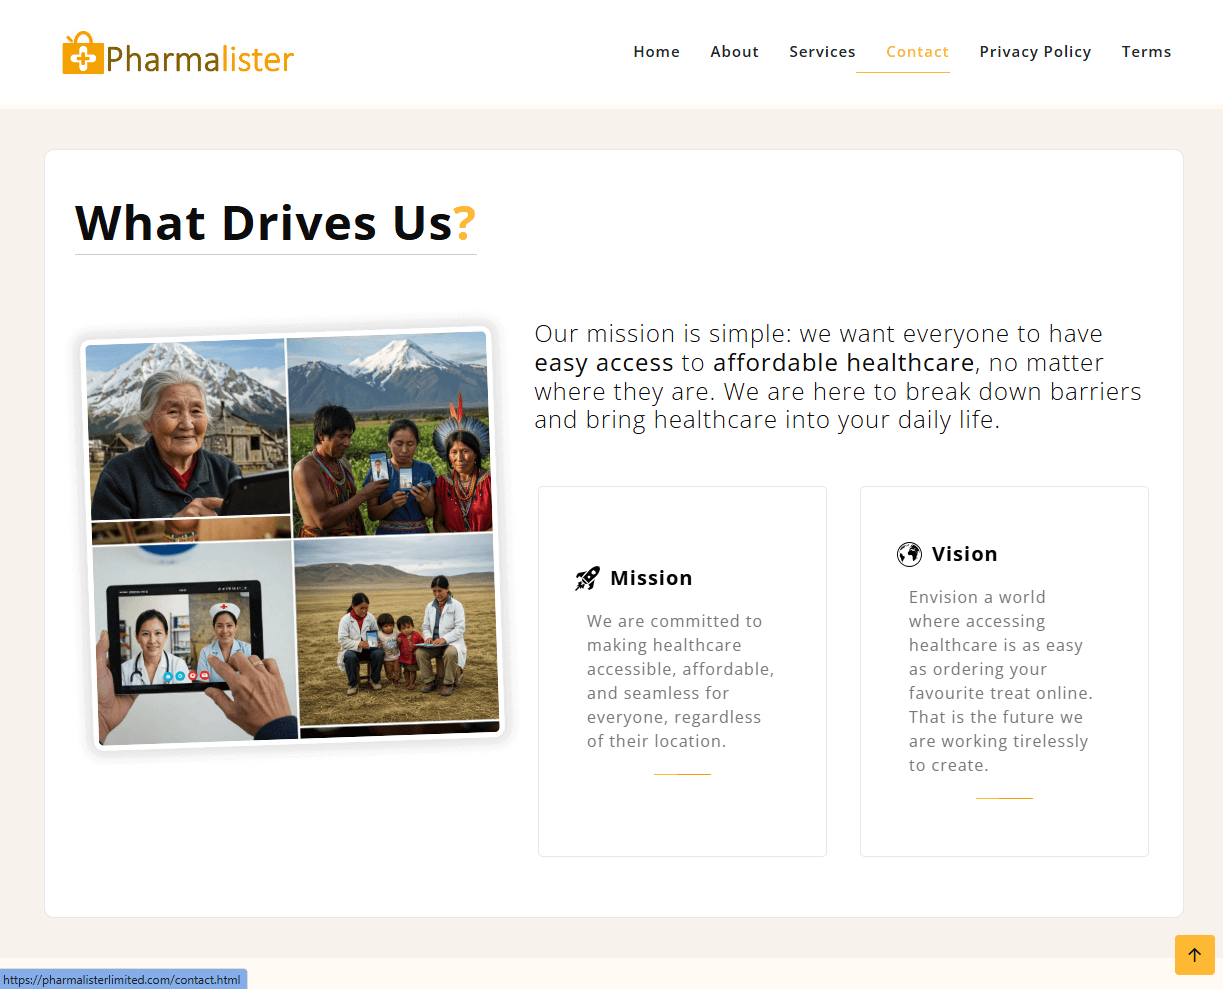 Pharmalister
Home About Services Contact Privacy Policy Terms
What Drives Us?
Our mission is simple: we want everyone to have
easy access to affordable healthcare, no matter
where they are. We are here to break down barriers
and bring healthcare into your daily life.
Mission
We are committed to
making healthcare
accessible, affordable,
and seamless for
everyone, regardless
of their location.
Vision
Envision a world
where accessing
healthcare is as easy
as ordering your
favourite treat online.
That is the future we
are working tirelessly
to create.
https://pharmalisterlimited.com/contact.html